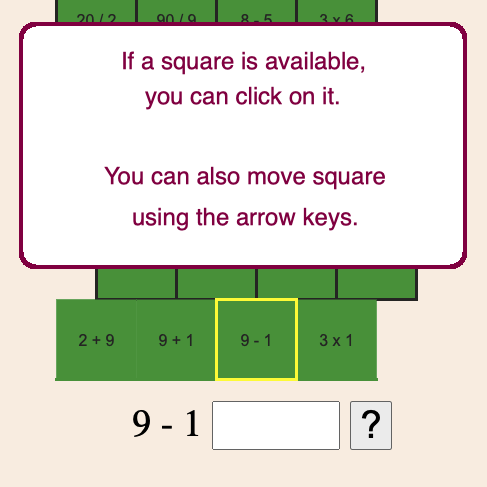 20 / 2 90 / 9 8 - 5 3 x 6
If a square is available,
you can click on it.
You can also move square
using the arrow keys.
2 + 9 9 + 1 9 - 1 3 x 1
9 - 1 ?